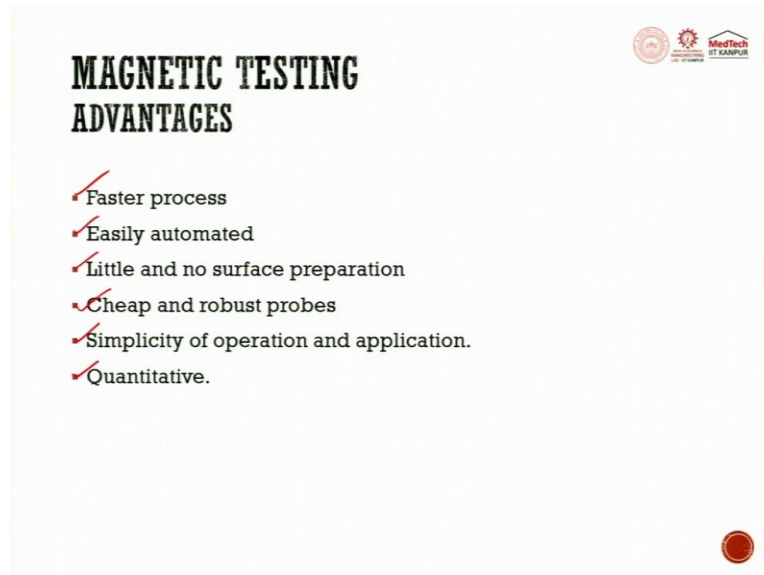 MAGNETIC TESTING
ADVANTAGES
MedTech
IIT KANPUR
Faster process
Easily automated
Little and no surface preparation
Cheap and robust probes
Simplicity of operation and application.
Quantitative.